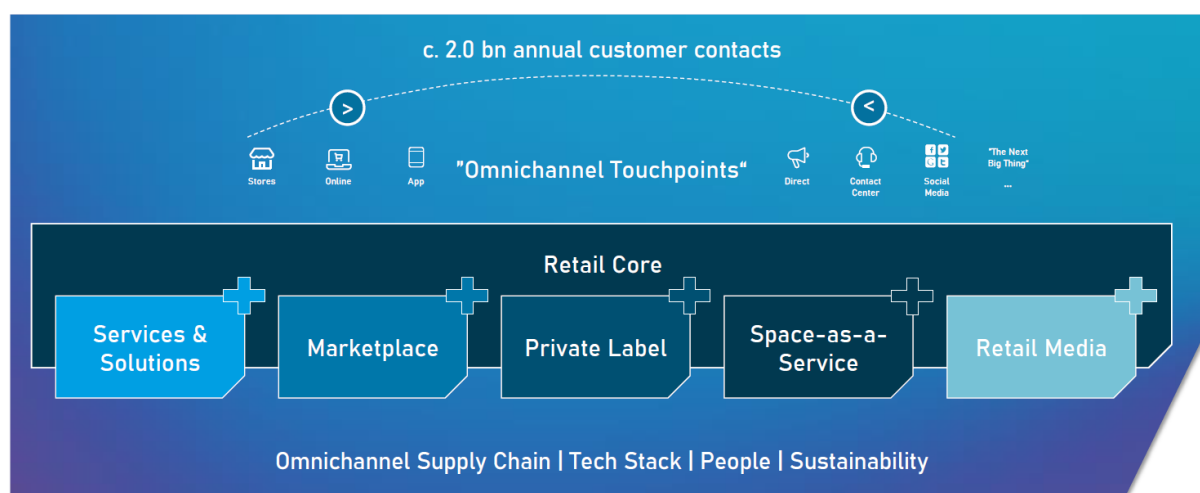 c. 2.0 bn annual customer contacts
>
<
Stores
Online
App
"Omnichannel Touchpoints“
Direct
Contact
Center
Social
Media
"The Next
Big Thing"
...
Retail Core
Services &
Solutions
Marketplace
Private Label
Space-as-a-
Service
Retail Media
Omnichannel Supply Chain | Tech Stack | People | Sustainability